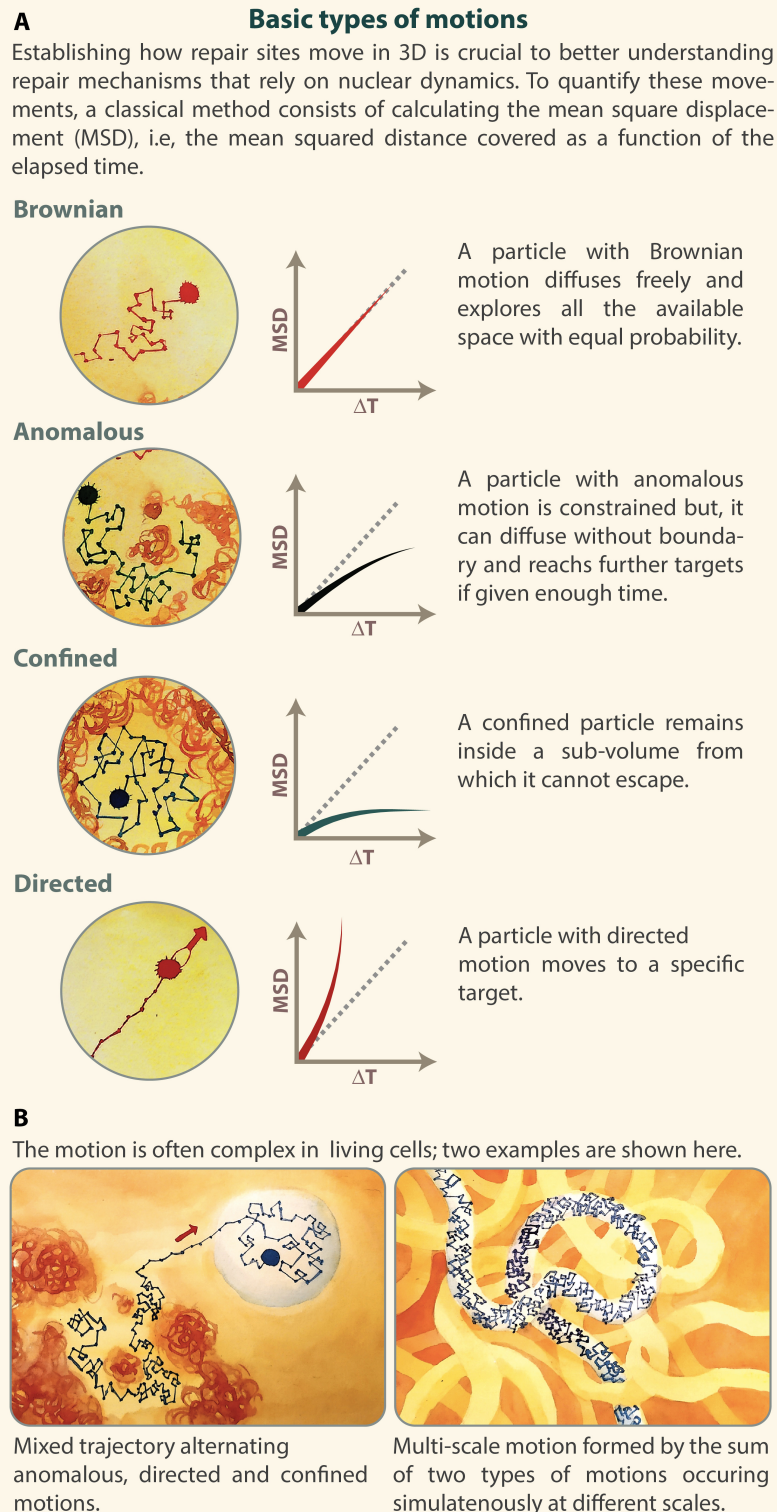 A
Basic types of motions
Establishing how repair sites move in 3D is crucial to better understanding
repair mechanisms that rely on nuclear dynamics. To quantify these move-
ments, a classical method consists of calculating the mean square displace-
ment (MSD), i.e, the mean squared distance covered as a function of the
elapsed time.
Brownian
MSD
ΔT
A particle with Brownian
motion diffuses freely and
explores all the available
space with equal probability.
Anomalous
MSD
ΔT
A particle with anomalous
motion is constrained but, it
can diffuse without bounda-
ry and reachs further targets
if given enough time.
Confined
MSD
ΔT
A confined particle remains
inside a sub-volume from
which it cannot escape.
Directed
MSD
ΔT
A particle with directed
motion moves to a specific
target.
B
The motion is often complex in living cells; two examples are shown here.
Mixed trajectory alternating
anomalous, directed and confined
motions.
Multi-scale motion formed by the sum
of two types of motions occuring
simulatenously at different scales.